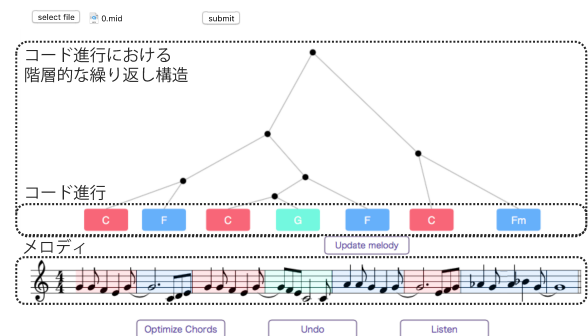 select file 0.mid submit
コード進行における
階層的な繰り返し構造
コード進行
C F C G F C Fm
メロディ
Update melody
4
4
Optimize Chords Undo Listen